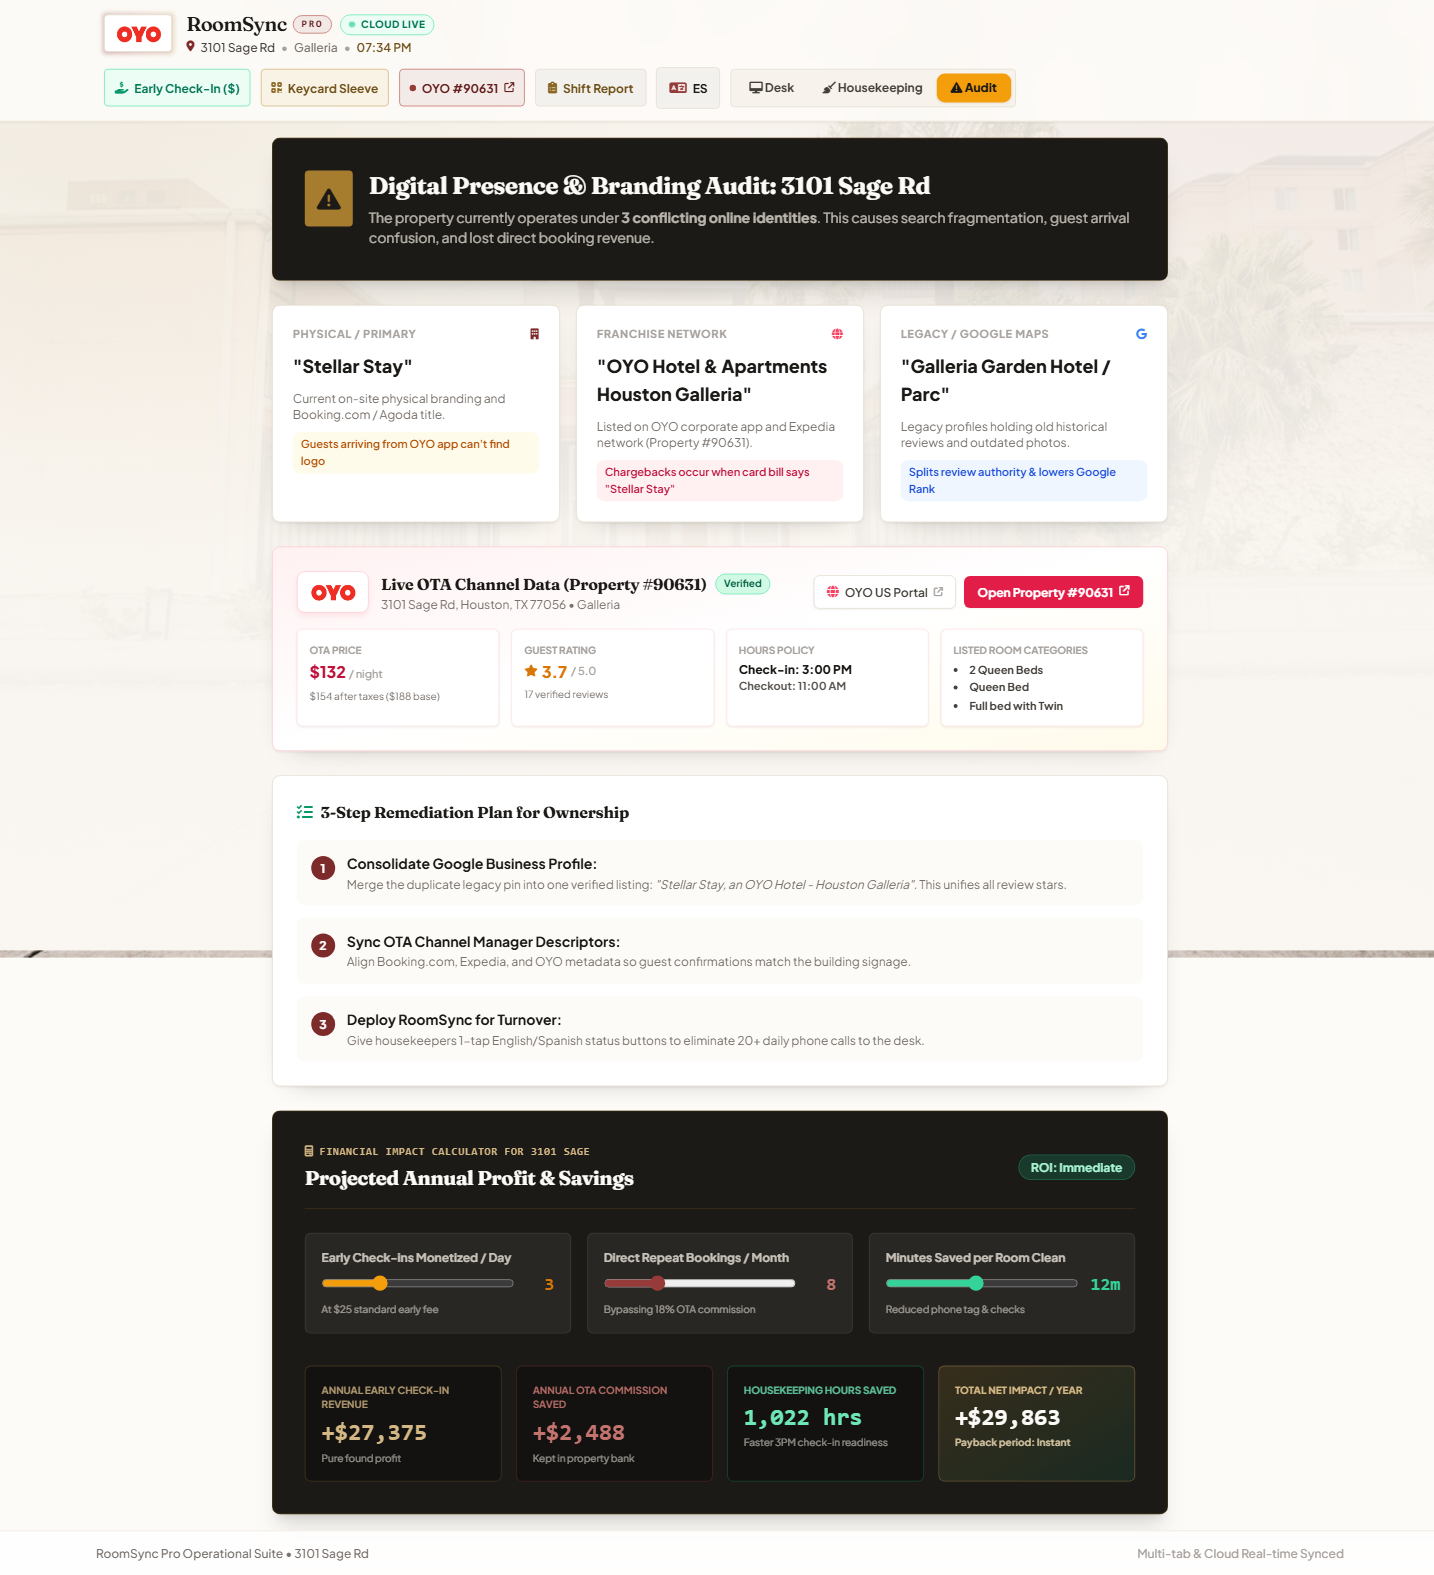 OYO
RoomSync PRO CLOUD LIVE
3101 Sage Rd • Galleria • 07:34 PM
Early Check-In ($)
Keycard Sleeve
OYO #90631
Shift Report
ES
Desk
Housekeeping
Audit
Digital Presence & Branding Audit: 3101 Sage Rd
The property currently operates under 3 conflicting online identities. This causes search fragmentation, guest arrival
confusion, and lost direct booking revenue.
PHYSICAL / PRIMARY
"Stellar Stay"
Current on-site physical branding and
Booking.com / Agoda title.
Guests arriving from OYO app can't find
logo
FRANCHISE NETWORK
"OYO Hotel & Apartments
Houston Galleria"
Listed on OYO corporate app and Expedia
network (Property #90631).
Chargebacks occur when card bill says
"Stellar Stay"
LEGACY / GOOGLE MAPS
"Galleria Garden Hotel /
Parc"
Legacy profiles holding old historical
reviews and outdated photos.
Splits review authority & lowers Google
Rank
OYO
Live OTA Channel Data (Property #90631) Verified
3101 Sage Rd, Houston, TX 77056 • Galleria
OYO US Portal
Open Property #90631
OTA PRICE
$132 / night
$154 after taxes ($188 base)
GUEST RATING
3.7 / 5.0
17 verified reviews
HOURS POLICY
Check-in: 3:00 PM
Checkout: 11:00 AM
LISTED ROOM CATEGORIES
• 2 Queen Beds
• Queen Bed
• Full bed with Twin
3-Step Remediation Plan for Ownership
1
Consolidate Google Business Profile:
Merge the duplicate legacy pin into one verified listing: "Stellar Stay, an OYO Hotel - Houston Galleria". This unifies all review stars.
2
Sync OTA Channel Manager Descriptors:
Align Booking.com, Expedia, and OYO metadata so guest confirmations match the building signage.
3
Deploy RoomSync for Turnover:
Give housekeepers 1-tap English/Spanish status buttons to eliminate 20+ daily phone calls to the desk.
FINANCIAL IMPACT CALCULATOR FOR 3101 SAGE
Projected Annual Profit & Savings
ROI: Immediate
Early Check-ins Monetized / Day
3
At $25 standard early fee
Direct Repeat Bookings / Month
8
Bypassing 18% OTA commission
Minutes Saved per Room Clean
12m
Reduced phone tag & checks
ANNUAL EARLY CHECK-IN
REVENUE
+$27,375
Pure found profit
ANNUAL OTA COMMISSION
SAVED
+$2,488
Kept in property bank
HOUSEKEEPING HOURS SAVED
1,022 hrs
Faster 3PM check-in readiness
TOTAL NET IMPACT / YEAR
+$29,863
Payback period: Instant
RoomSync Pro Operational Suite • 3101 Sage Rd
Multi-tab & Cloud Real-time Synced